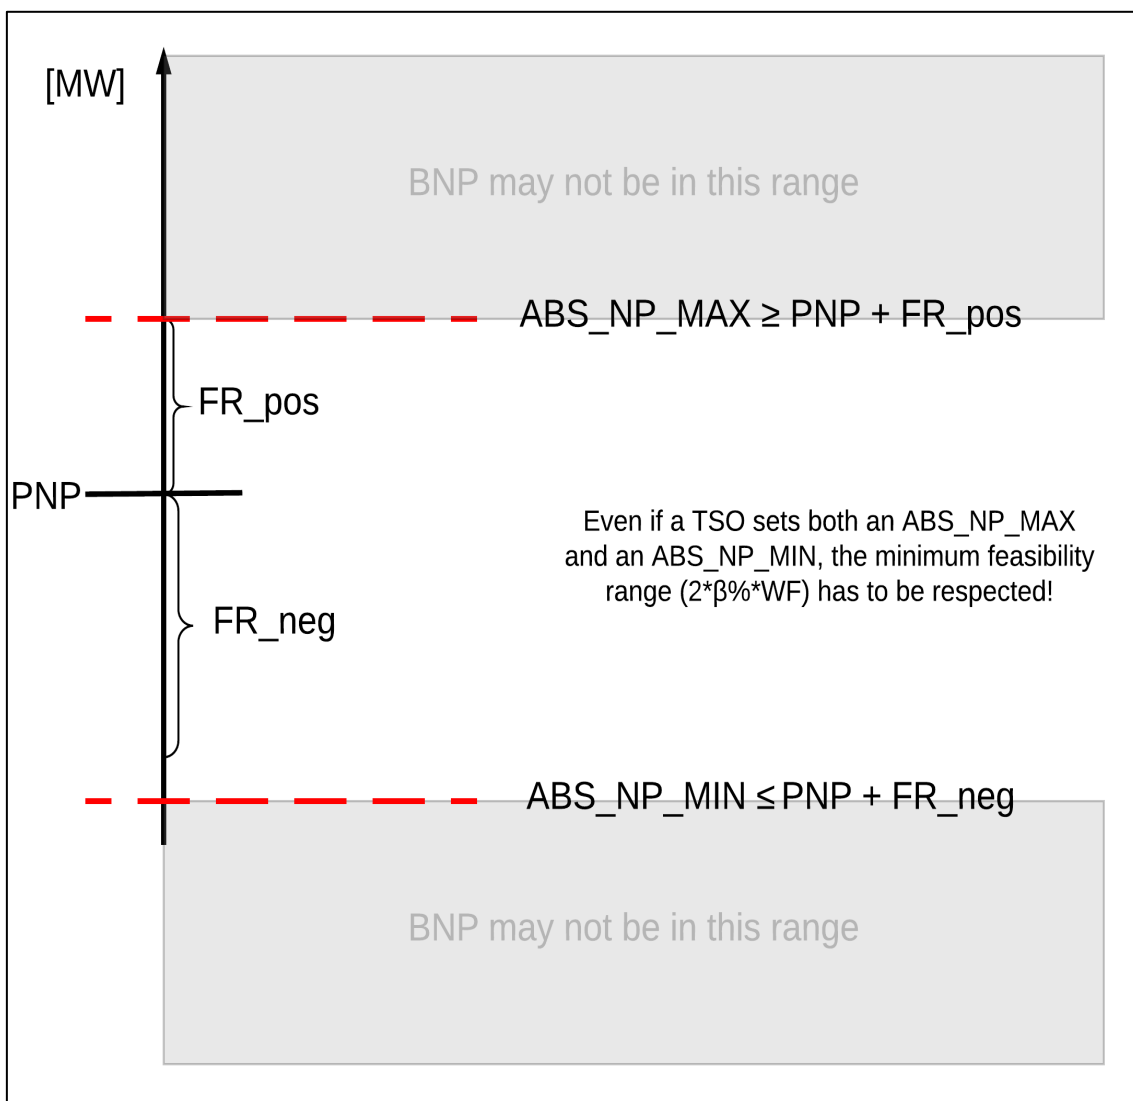 [MW]
BNP may not be in this range
ABS_NP_MAX ≥ PNP + FR_pos
FR_pos
PNP
Even if a TSO sets both an ABS_NP_MAX
and an ABS_NP_MIN, the minimum feasibility
range (2*β%*WF) has to be respected!
FR_neg
ABS_NP_MIN ≤ PNP + FR_neg
BNP may not be in this range